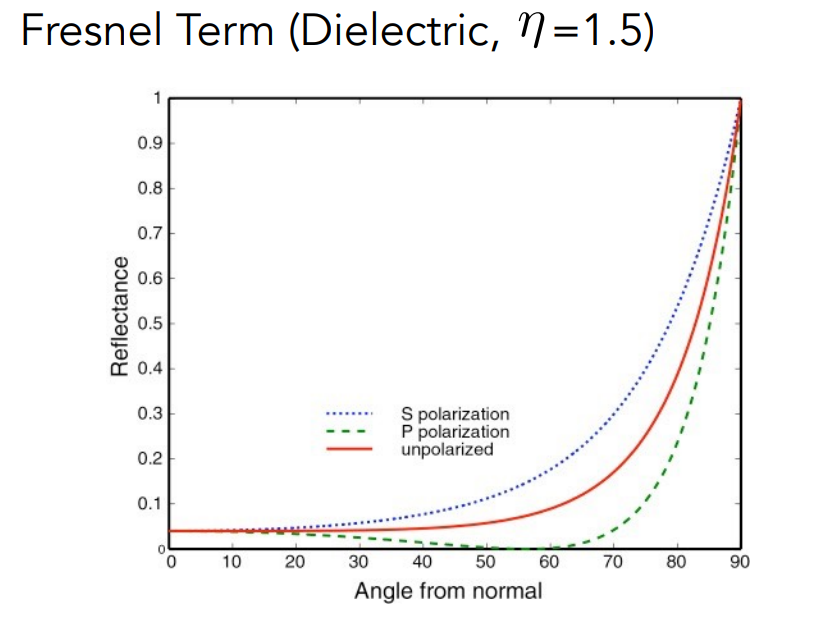 Fresnel Term (Dielectric, η=1.5)
1
0.9
0.8
0.7
0.6
0.5
0.4
0.3
0.2
0.1
0
Reflectance
S polarization
P polarization
unpolarized
0 10 20 30 40 50 60 70 80 90
Angle from normal